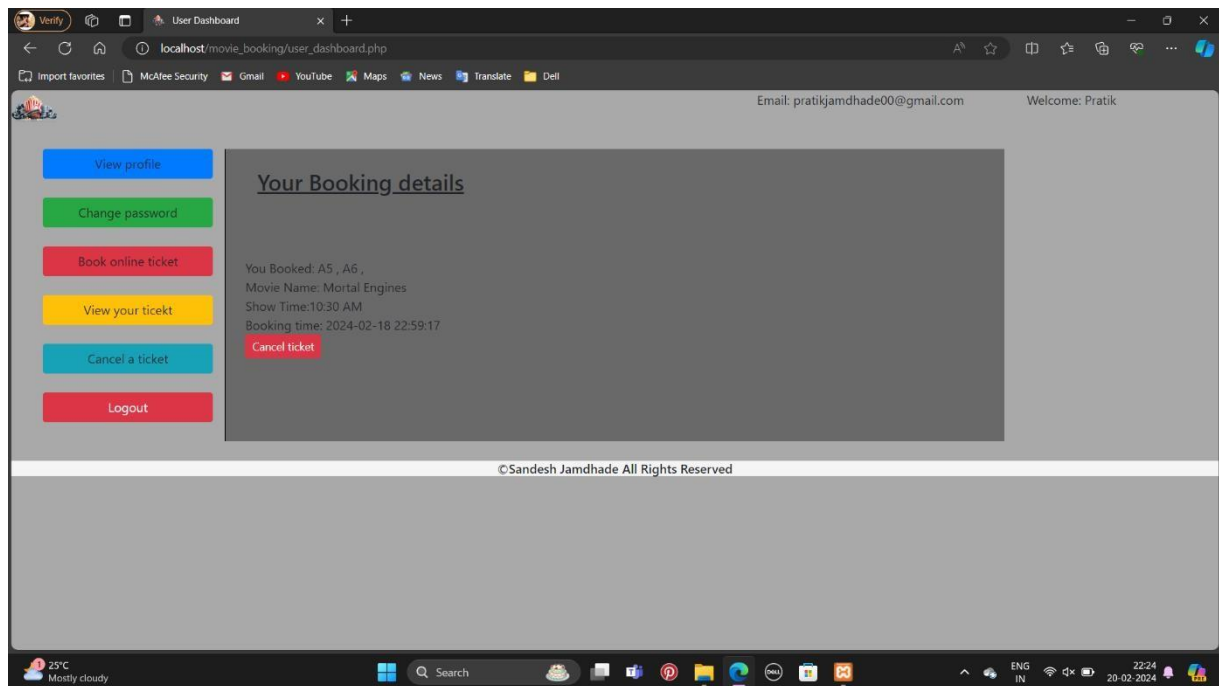 Verify
User Dashboard
localhost/movie_booking/user_dashboard.php
Import favorites
McAfee Security
Gmail
YouTube
Maps
News
Translate
Dell
Email: pratikjamdhade00@gmail.com
Welcome: Pratik
View profile
Change password
Book online ticket
View your ticekt
Cancel a ticket
Logout
Your Booking details
You Booked: A5 , A6 ,
Movie Name: Mortal Engines
Show Time:10:30 AM
Booking time: 2024-02-18 22:59:17
Cancel ticket
©Sandesh Jamdhade All Rights Reserved
1
25°C
Mostly cloudy
Search
DELL
ENG
IN
22:24
20-02-2024
PRE